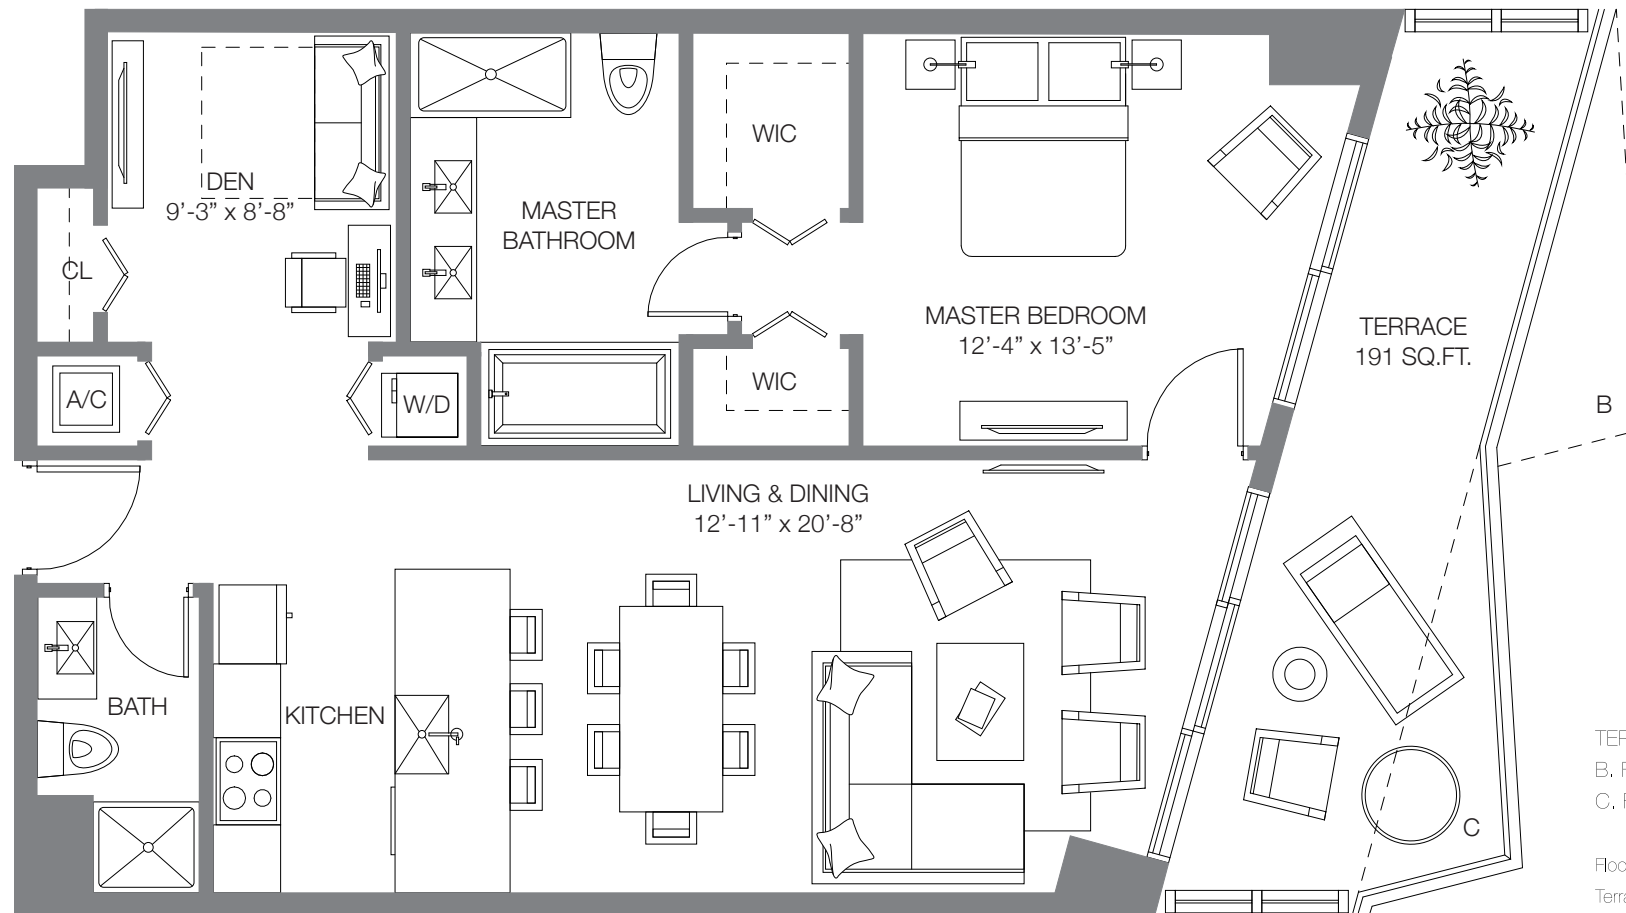 DEN
9’-3” x 8’-8”
CL
A/C
W/D
MASTER
BATHROOM
WIC
WIC
MASTER BEDROOM
12’-4” x 13’-5”
TERRACE
191 SQ.FT.
B
LIVING & DINING
12’-11” x 20’-8”
BATH
KITCHEN
C
B.
C.